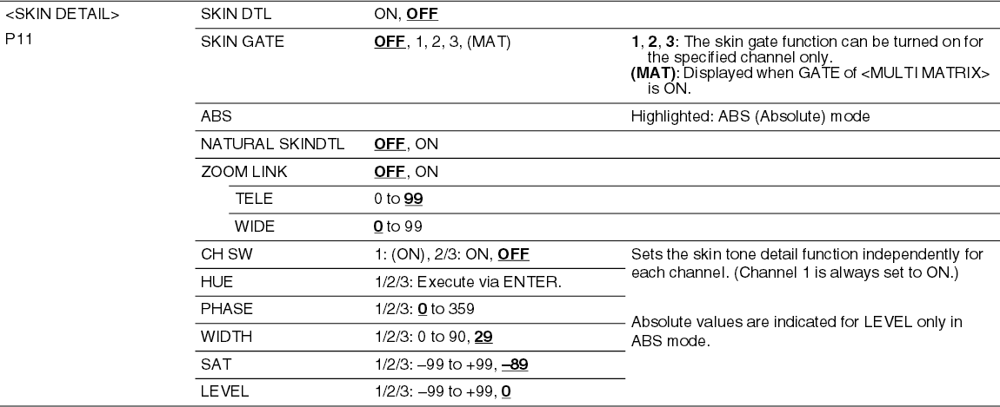 <SKIN DETAIL> SKIN DTL ON, OFF
P11 SKIN GATE OFF, 1, 2, 3, (MAT) 1, 2, 3: The skin gate function can be turned on for
the specified channel only.
(MAT): Displayed when GATE of <MULTI MATRIX>
is ON.
ABS Highlighted: ABS (Absolute) mode
NATURAL SKINDTL OFF, ON
ZOOM LINK OFF, ON
TELE 0 to 99
WIDE 0 to 99
CH SW 1: (ON), 2/3: ON, OFF Sets the skin tone detail function independently for
each channel. (Channel 1 is always set to ON.)
HUE 1/2/3: Execute via ENTER.
PHASE 1/2/3: 0 to 359
Absolute values are indicated for LEVEL only in
ABS mode.
WIDTH 1/2/3: 0 to 90, 29
SAT 1/2/3: –99 to +99, –89
LEVEL 1/2/3: –99 to +99, 0